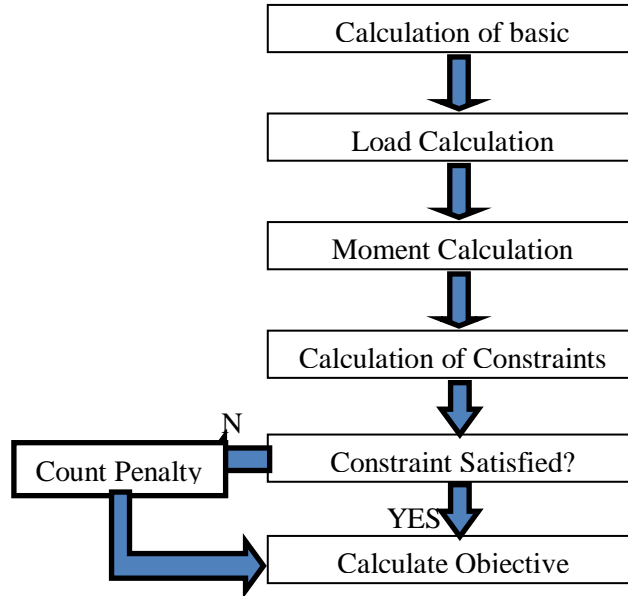 Calculation of basic
Load Calculation
Moment Calculation
Calculation of Constraints
N
Count Penalty
Constraint Satisfied?
YES
Calculate Objective